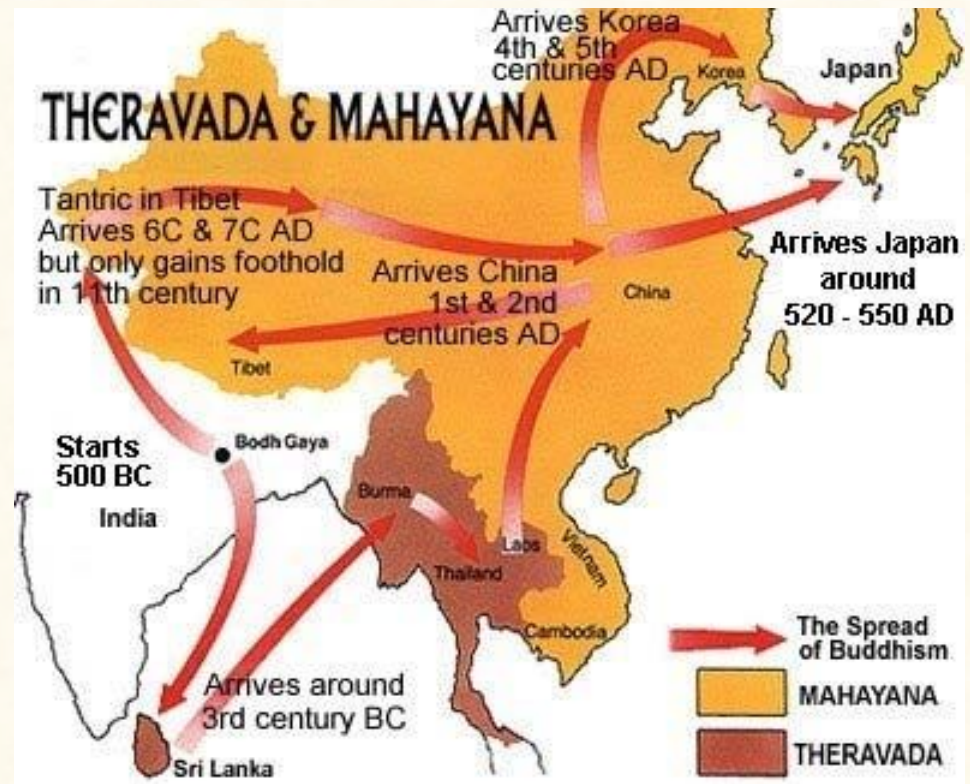 Arrives Korea
4th & 5th
centuries AD
Korea
Japan
THERAVADA & MAHAYANA
Tantric in Tibet
Arrives 6C & 7C AD
but only gains foothold
in 11th century
Arrives China
1st & 2nd
centuries AD
China
Arrives Japan
around
520 - 550 AD
Tibet
Starts
500 BC
Bodh Gaya
India
Burma
Laos
Thailand
Vietnam
Cambodia
Arrives around
3rd century BC
Sri Lanka
The Spread
of Buddhism
MAHAYANA
THERAVADA